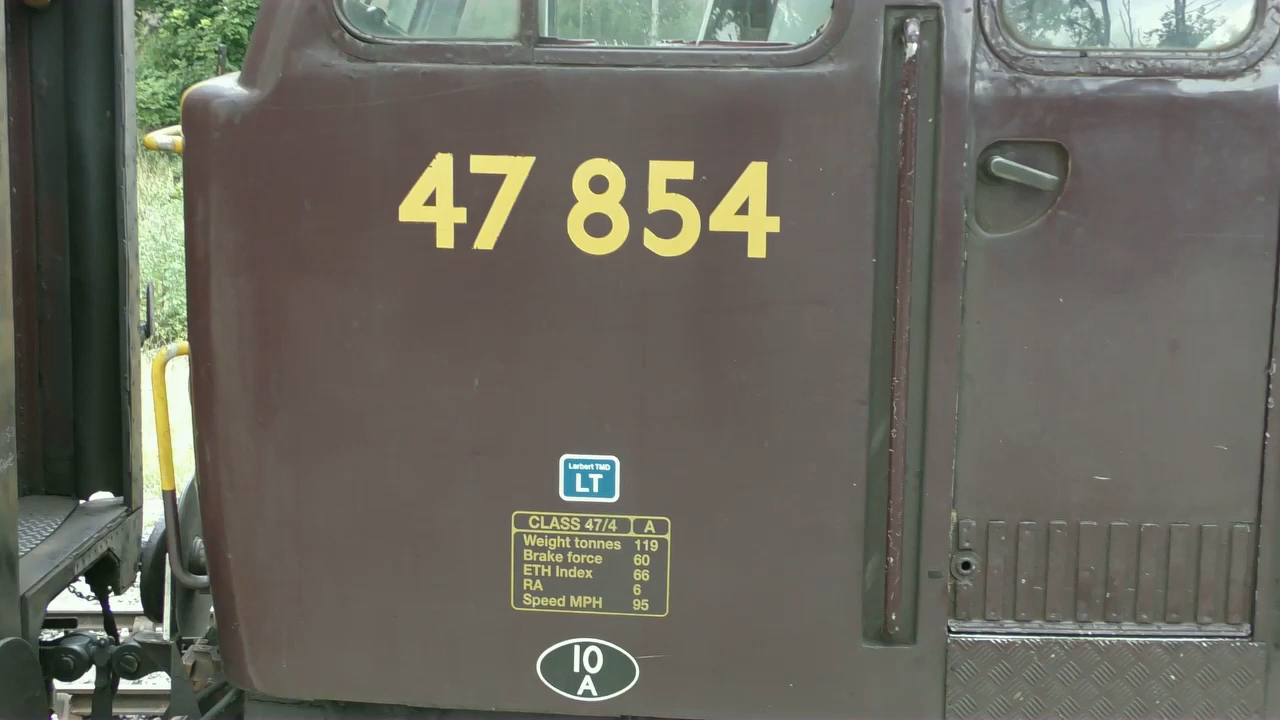 47 854
Larbert TMD
LT
CLASS 47/4 A
Weight tonnes 119
Brake force 60
ETH Index 66
RA 6
Speed MPH 95
10
A